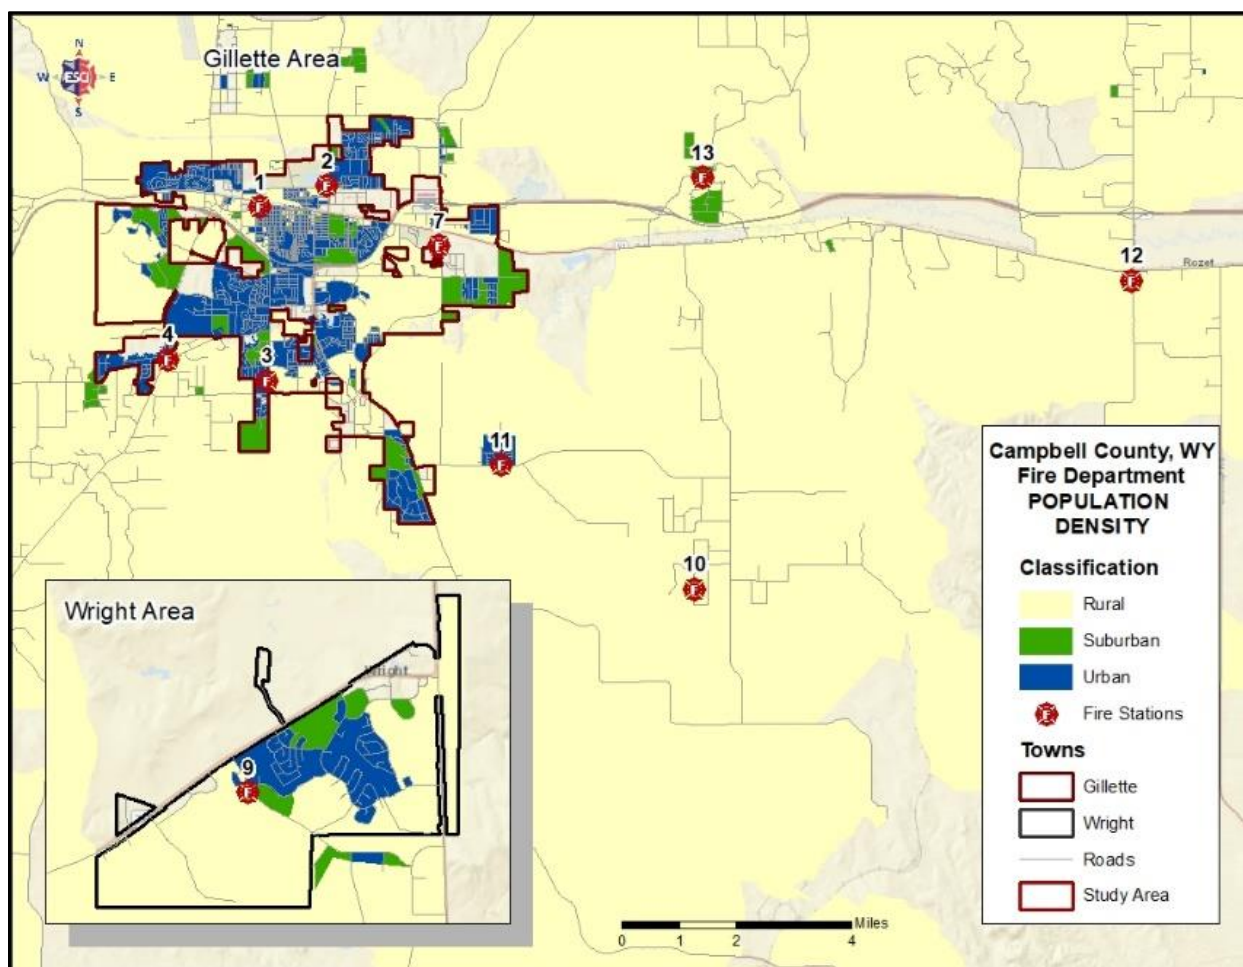 Gillette Area
N
W ESCI E
S
2
1
13
7
12
Rozet
4
3
11
10
Wright Area
Wright
9
Campbell County, WY
Fire Department
POPULATION
DENSITY
Classification
Rural
Suburban
Urban
Fire Stations
Towns
Gillette
Wright
Roads
Study Area
Miles
0 1 2 4